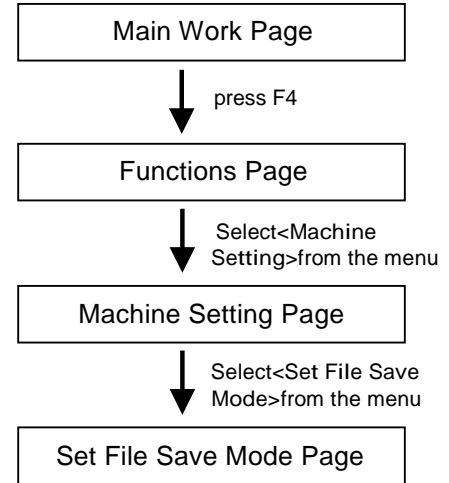 Main Work Page
press F4
Functions Page
Select<Machine
Setting>from the menu
Machine Setting Page
Select<Set File Save
Mode>from the menu
Set File Save Mode Page